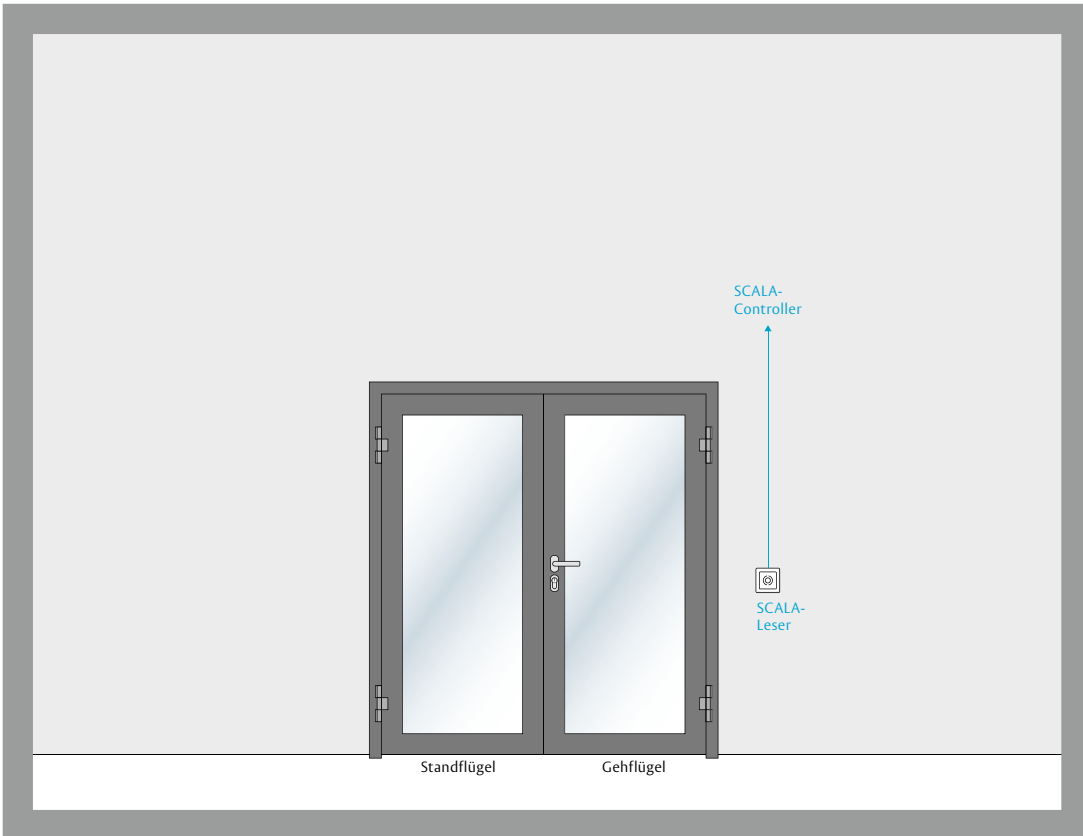 SCALA-
Controller
SCALA-
Leser
Standflügel
Gehflügel